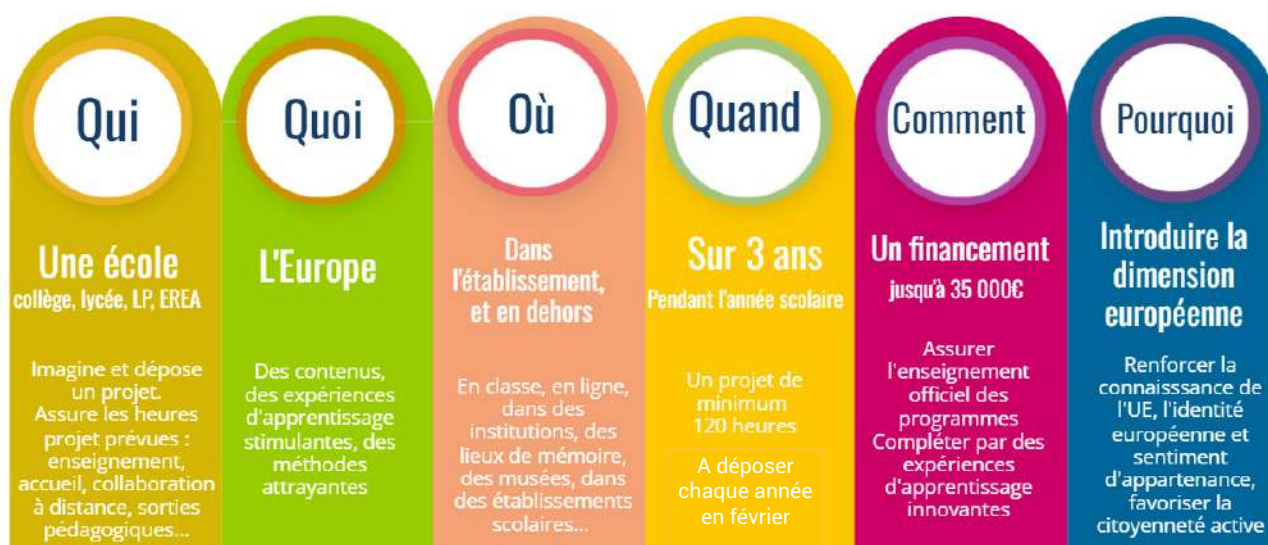 Qui
Une école
collège, lycée, LP, EREA
Imagine et dépose
un projet.
Assure les heures
projet prévues :
enseignement,
accueil, collaboration
à distance, sorties
pédagogiques...
Quoi
L'Europe
Des contenus,
des expériences
d'apprentissage
stimulantes, des
méthodes
attrayantes
Où
Dans
l'établissement,
et en dehors
En classe, en ligne,
dans des
institutions, des
lieux de mémoire,
des musées, dans
des établissements
scolaires...
Quand
Sur 3 ans
Pendant l'année scolaire
Un projet de
minimum
120 heures
A déposer
chaque année
en février
Comment
Un financement
jusqu'à 35 000€
Assurer
l'enseignement
officiel des
programmes
Compléter par des
expériences
d'apprentissage
innovantes
Pourquoi
Introduire la
dimension
européenne
Renforcer la
connaisssance de
l'UE, l'identité
européenne et
sentiment
d'appartenance,
favoriser la
citoyenneté active